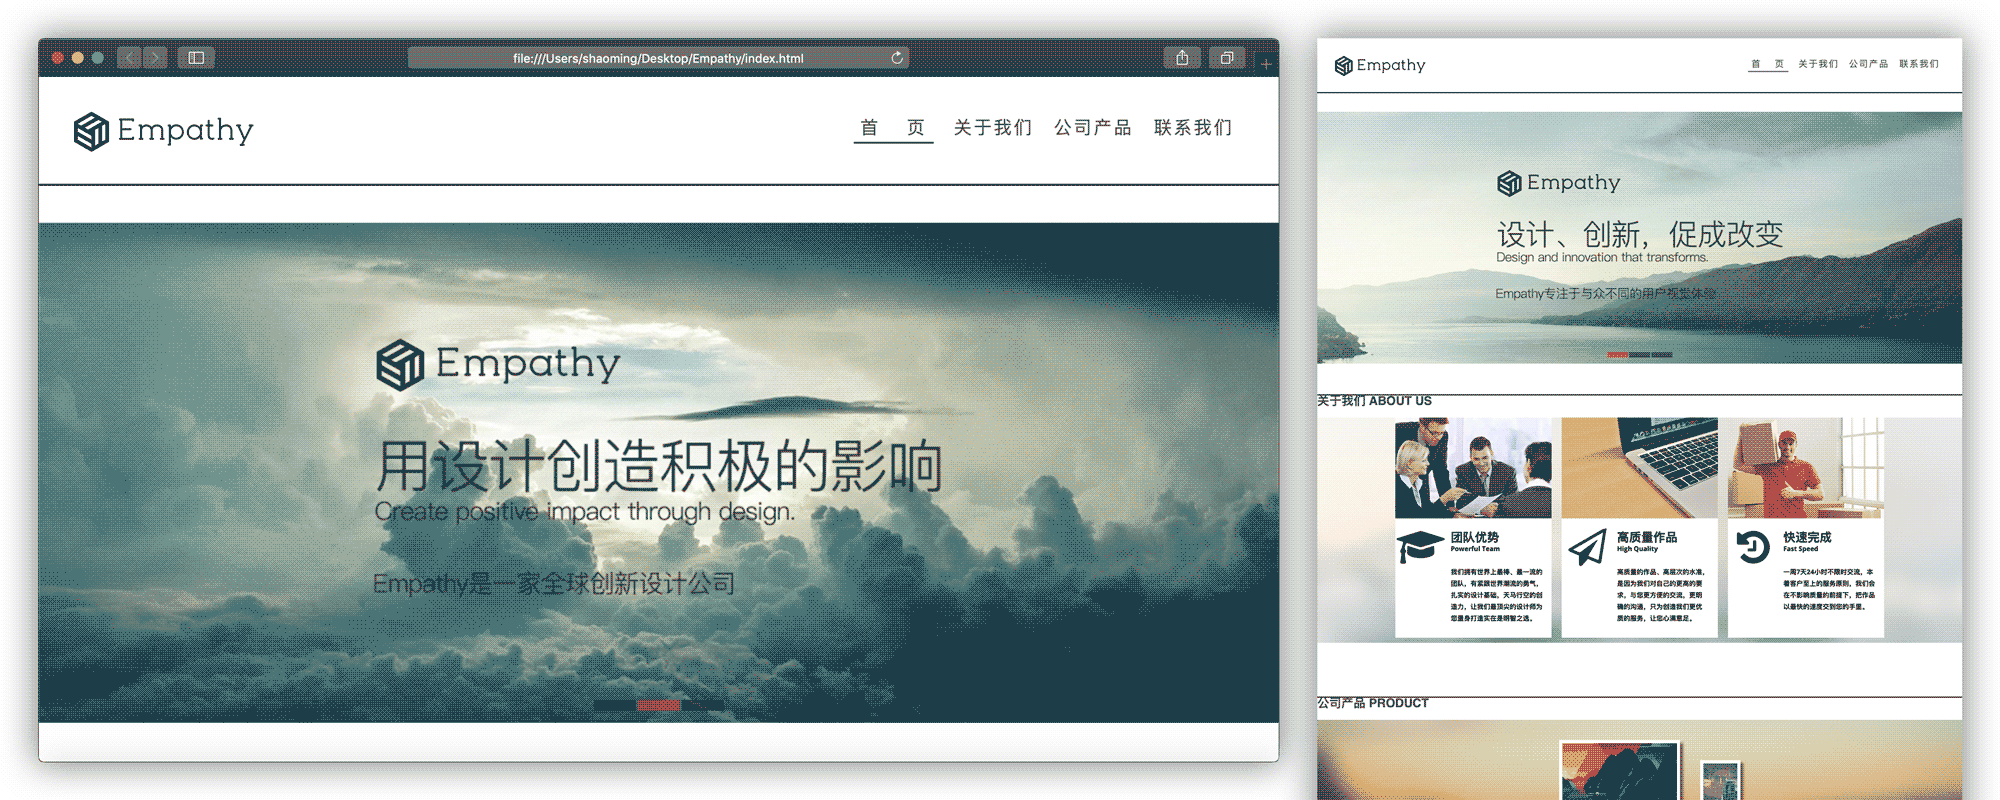 file:///Users/shaoming/Desktop/Empathy/index.html
Empathy
首 页 关于我们 公司产品 联系我们
Empathy
用设计创造积极的影响
Create positive impact through design.
Empathy是一家全球创新设计公司
Empathy
首 页 关于我们 公司产品 联系我们
Empathy
设计、创新，促成改变
Design and innovation that transforms.
Empathy专注于与众不同的用户视觉体验
关于我们 ABOUT US
团队优势
Powerful Team
我们拥有世界上最棒、最一流的
团队，有紧跟世界潮流的勇气，
扎实的设计基础，天马行空的创
造力，让我们最顶尖的设计师为
您量身打造实在是明智之选。
高质量作品
High Quality
高质量的作品、高层次的水准，
是因为我们对自己的更高的要
求，与您更方便的交流，更明
确的沟通，只为创造我们更优
质的服务，让您心满意足。
快速完成
Fast Speed
一周7天24小时不限时交流，本
着客户至上的服务原则，我们会
在不影响质量的前提下，把作品
以最快的速度交到您的手里。
公司产品 PRODUCT